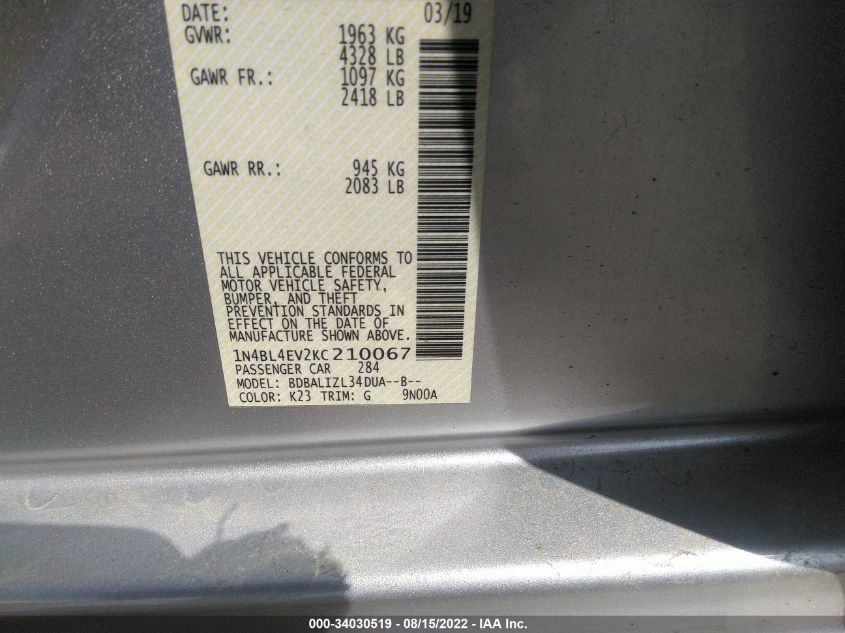 DATE: 03/19
GVWR: 1963 KG
4328 LB
GAWR FR.: 1097 KG
2418 LB
GAWR RR.: 945 KG
2083 LB
THIS VEHICLE CONFORMS TO
ALL APPLICABLE FEDERAL
MOTOR VEHICLE SAFETY,
BUMPER, AND THEFT
PREVENTION STANDARDS IN
EFFECT ON THE DATE OF
MANUFACTURE SHOWN ABOVE.
1N4BL4EV2KC210067
PASSENGER CAR 284
MODEL: BDBALIZL34DUA--B--
COLOR: K23 TRIM: G 9N00A
000-34030519 - 08/15/2022 - IAA Inc.